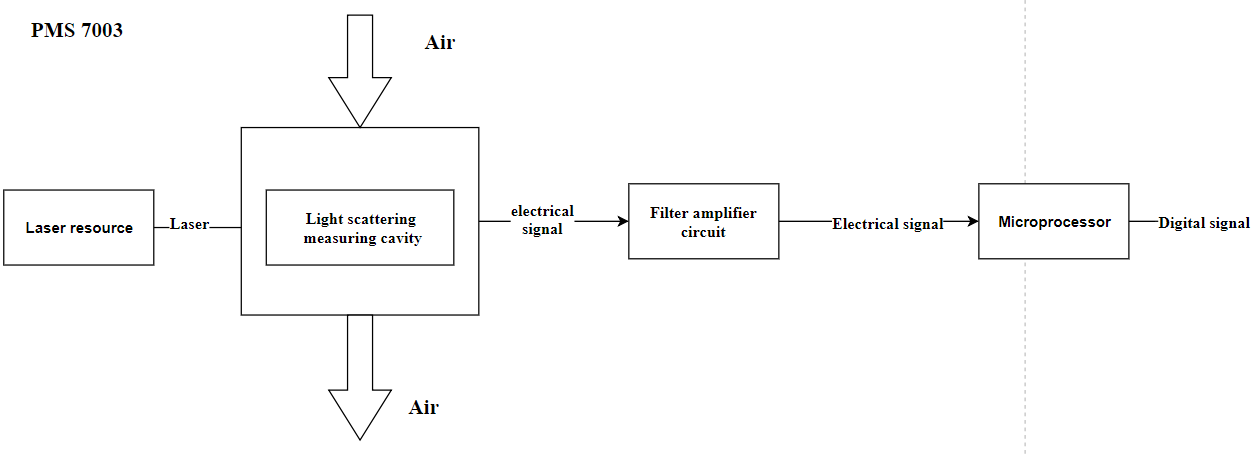 PMS 7003
Air
Laser resource
Laser
Light scattering
measuring cavity
electrical
signal
Filter amplifier
circuit
Electrical signal
Microprocessor
Digital signal
Air